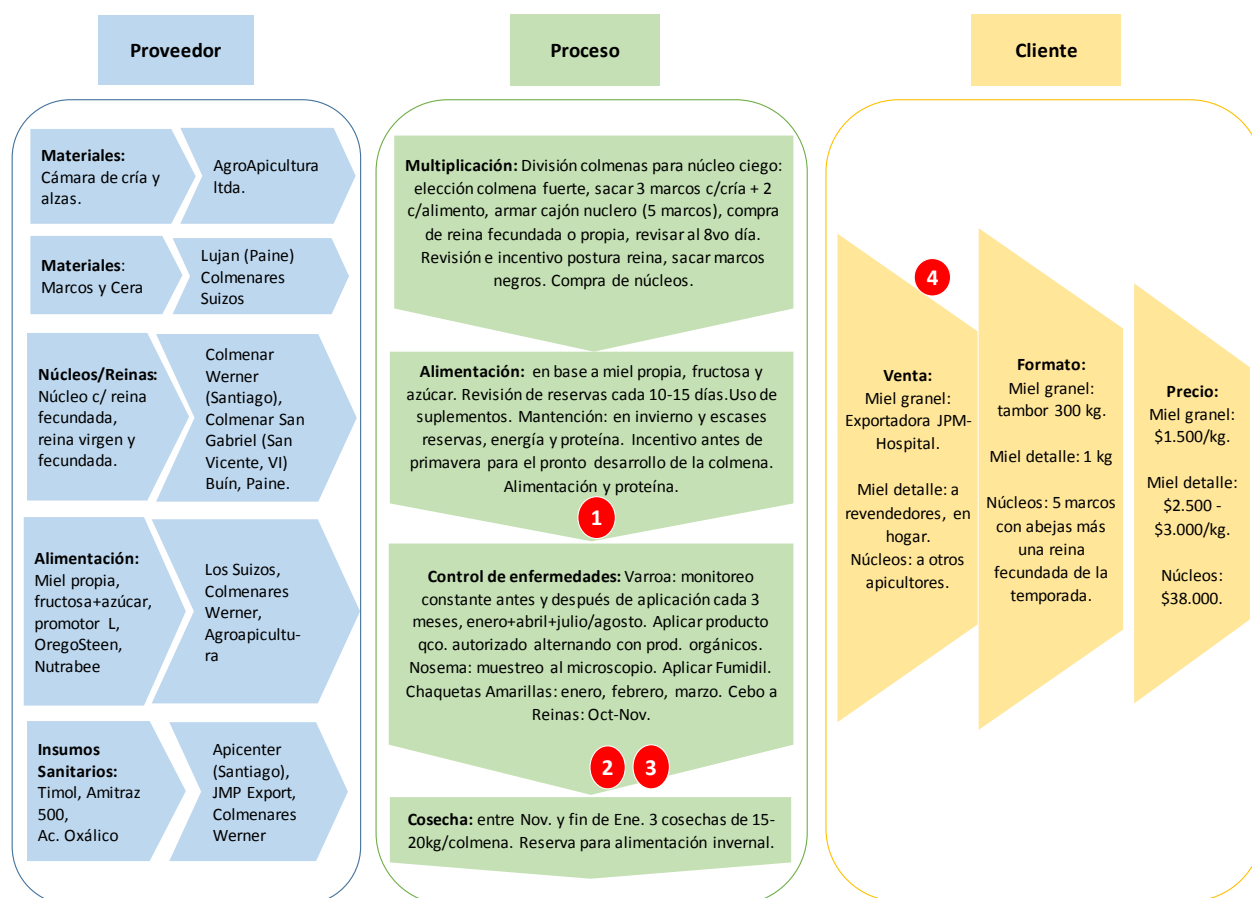 Proveedor
Materiales:
Cámara de cría y
alzas.
AgroApicultura
ltda.
Materiales:
Marcos y Cera
Lujan (Paine)
Colmenares
Suizos
Núcleos/Reinas:
Núcleo c/ reina
fecundada,
reina virgen y
fecundada.
Colmenar
Werner
(Santiago),
Colmenar San
Gabriel (San
Vicente, VI)
Buín, Paine.
Alimentación:
Miel propia,
fructosa+azúcar,
promotor L,
OregoSteen,
Nutrabee
Los Suizos,
Colmenares
Werner,
Agroapicultu-
ra
Insumos
Sanitarios:
Timol, Amitraz
500,
Ac. Oxálico
Apicenter
(Santiago),
JMP Export,
Colmenares
Werner
Proceso
Multiplicación: División colmenas para núcleo ciego:
elección colmena fuerte, sacar 3 marcos c/cría + 2
c/alimento, armar cajón nuclero (5 marcos), compra
de reina fecundada o propia, revisar al 8vo día.
Revisión e incentivo postura reina, sacar marcos
negros. Compra de núcleos.
Alimentación: en base a miel propia, fructosa y
azúcar. Revisión de reservas cada 10-15 días.Uso de
suplementos. Mantención: en invierno y escases
reservas, energía y proteína. Incentivo antes de
primavera para el pronto desarrollo de la colmena.
Alimentación y proteína.
1
Control de enfermedades: Varroa: monitoreo
constante antes y después de aplicación cada 3
meses, enero+abril+julio/agosto. Aplicar producto
qco. autorizado alternando con prod. orgánicos.
Nosema: muestreo al microscopio. Aplicar Fumidil.
Chaquetas Amarillas: enero, febrero, marzo. Cebo a
Reinas: Oct-Nov.
2 3
Cosecha: entre Nov. y fin de Ene. 3 cosechas de 15-
20kg/colmena. Reserva para alimentación invernal.
Cliente
4
Venta:
Miel granel:
Exportadora JPM-
Hospital.
Miel detalle: a
revendedores, en
hogar.
Núcleos: a otros
apicultores.
Formato:
Miel granel:
tambor 300 kg.
Miel detalle: 1 kg
Núcleos: 5 marcos
con abejas más
una reina
fecundada de la
temporada.
Precio:
Miel granel:
$1.500/kg.
Miel detalle:
$2.500 -
$3.000/kg.
Núcleos:
$38.000.